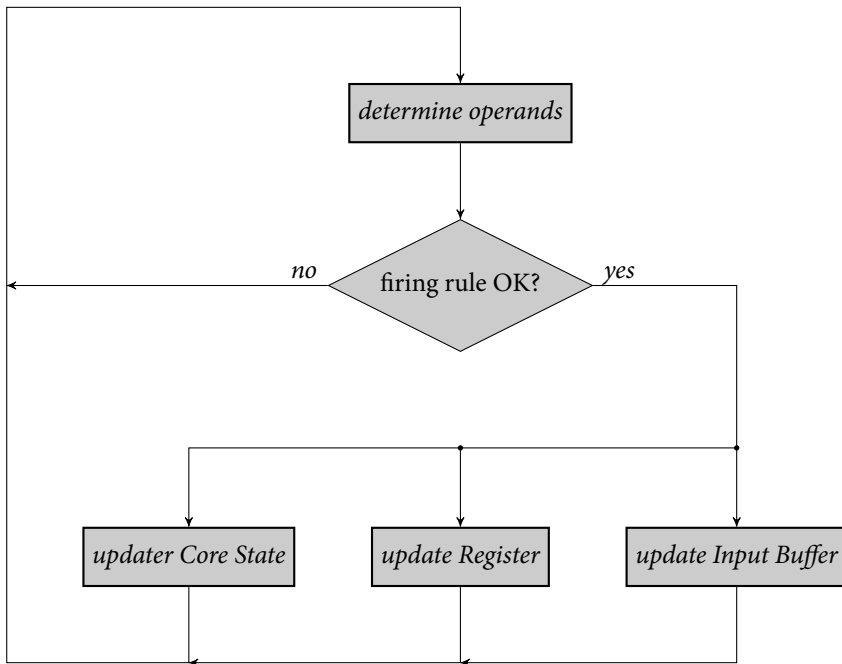 determine operands
no
firing rule OK?
yes
updater Core State
update Register
update Input Buffer